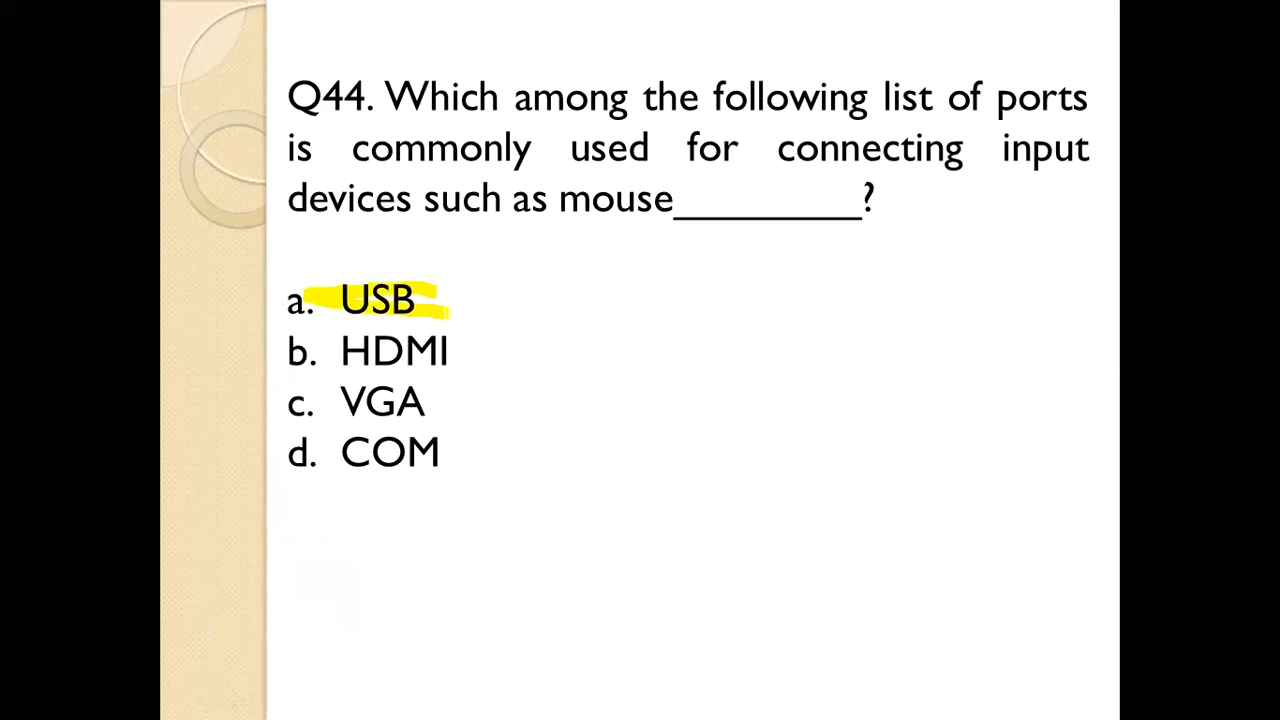 Q44. Which among the following list of ports
is commonly used for connecting input
devices such as mouse_________?
a. USB
b. HDMI
c. VGA
d. COM